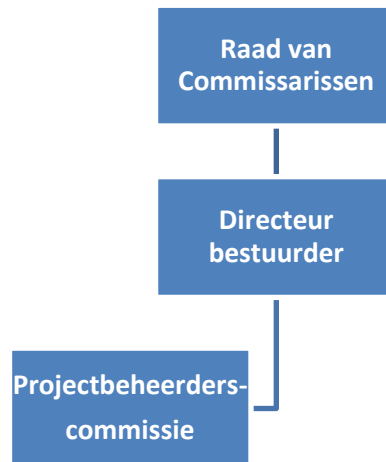 Raad van
Commissarissen
Directeur
bestuurder
Projectbeheerders-
commissie